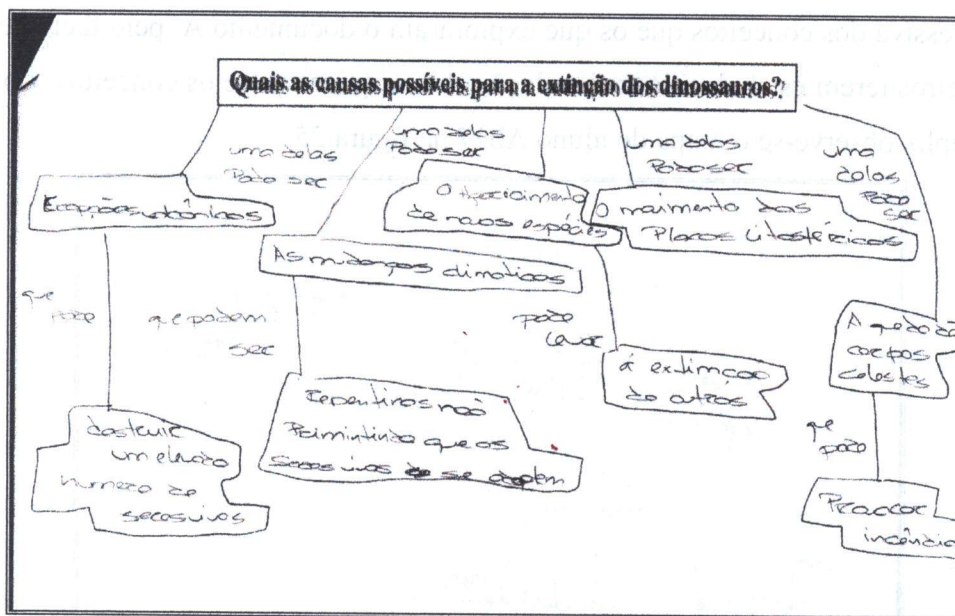 Quais as causas possíveis para a extinção dos dinossauros?
uma delas
Pode ser
uma delas
Pode ser
uma delas
Pode ser
uma
delas
Pode
ser
Erupções vulcânicas
As mudanças climáticas
O aparecimento
de novas espécies
O movimento das
Placas Litosféricas
A queda de
corpos
celestes
que
pode
que podem
ser
pode
levar
que
pode
destruir
um elevado
numero de
seres vivos
repentinas não
Permitindo que os
seres vivos se adaptem
á extinção
de outras
Provocar
incêndios